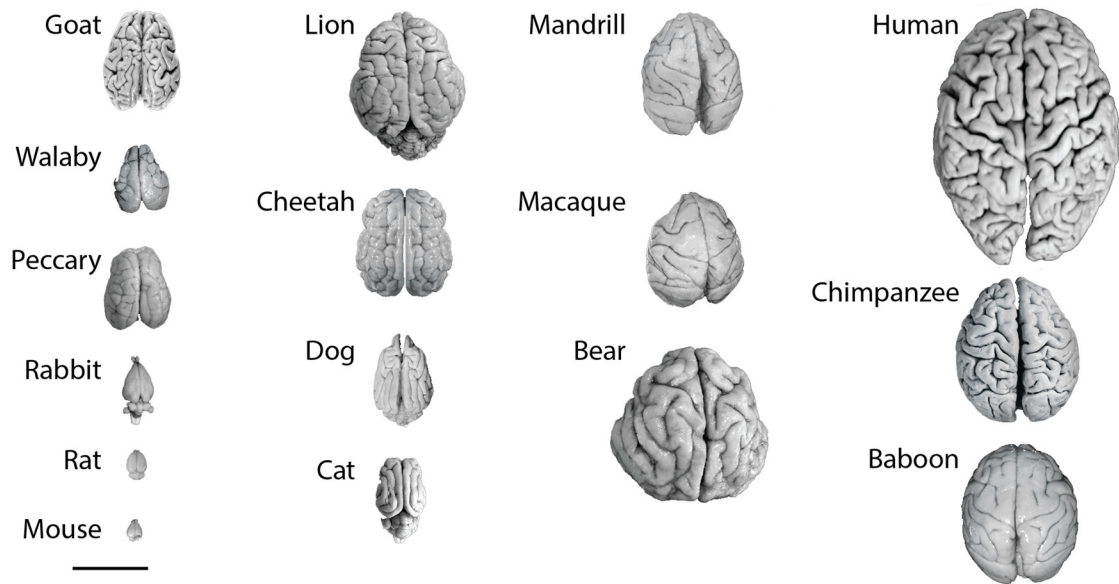 Goat
Walaby
Peccary
Rabbit
Rat
Mouse
Lion
Cheetah
Dog
Cat
Mandrill
Macaque
Bear
Human
Chimpanzee
Baboon